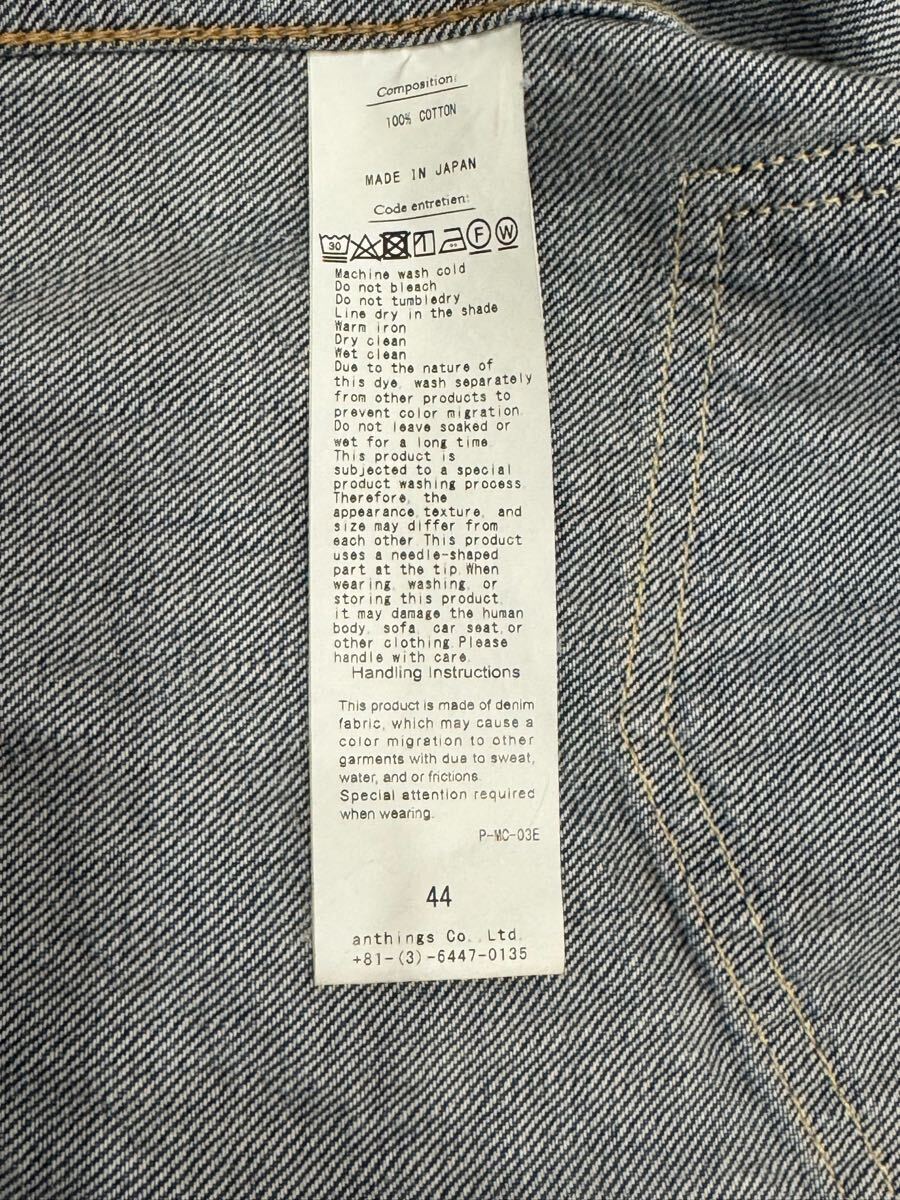 Composition:
100% COTTON
MADE IN JAPAN
Code entretien:
30 F W
Machine wash cold
Do not bleach
Do not tumbledry
Line dry in the shade
Warm iron
Dry clean
Wet clean
Due to the nature of
this dye, wash separately
from other products to
prevent color migration.
Do not leave soaked or
wet for a long time.
This product is
subjected to a special
product washing process.
Therefore, the
appearance,texture, and
size may differ from
each other.This product
uses a needle-shaped
part at the tip.When
wearing, washing, or
storing this product,
it may damage the human
body, sofa, car seat,or
other clothing.Please
handle with care.
Handling Instructions
This product is made of denim
fabric, which may cause a
color migration to other
garments with due to sweat,
water, and or frictions.
Special attention required
when wearing.
P-MC-03E
44
anthings Co.,Ltd.
+81-(3)-6447-0135